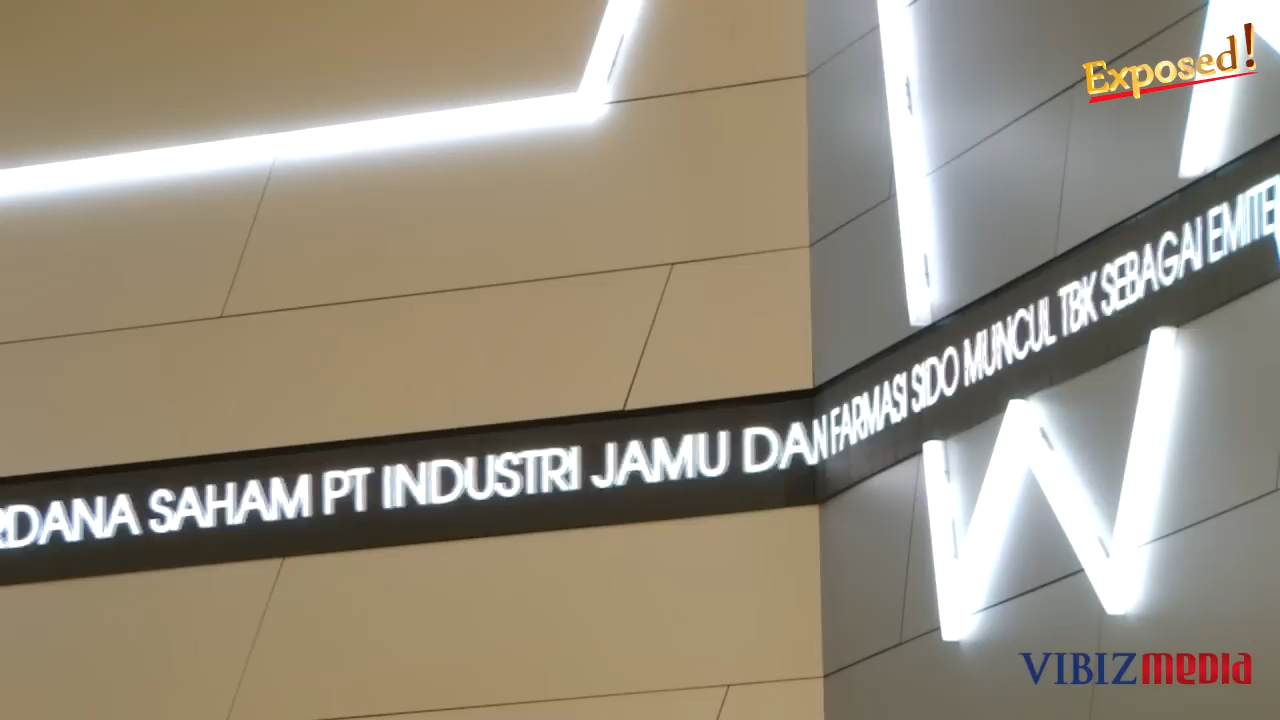 Exposed!
RDANA SAHAM PT INDUSTRI JAMU DAN FARMASI SIDO MUNCUL TBK SEBAGAI EMITE
W
VIBIZmedia